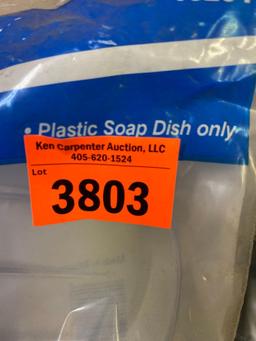 • Plastic Soap Dish only
Ken Carpenter Auction, LLC
405-620-1524
Lot
3803